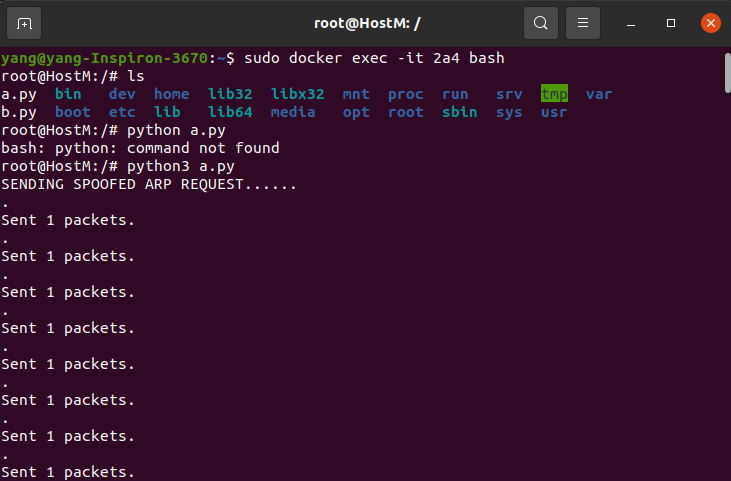 root@HostM: /
yang@yang-Inspiron-3670:~$ sudo docker exec -it 2a4 bash
root@HostM:/# ls
a.py  bin   dev  home  lib32  libx32  mnt  proc  run   srv  tmp  var
b.py  boot  etc  lib   lib64  media   opt  root  sbin  sys  usr
root@HostM:/# python a.py
bash: python: command not found
root@HostM:/# python3 a.py
SENDING SPOOFED ARP REQUEST......
.
Sent 1 packets.
.
Sent 1 packets.
.
Sent 1 packets.
.
Sent 1 packets.
.
Sent 1 packets.
.
Sent 1 packets.
.
Sent 1 packets.
.
Sent 1 packets.